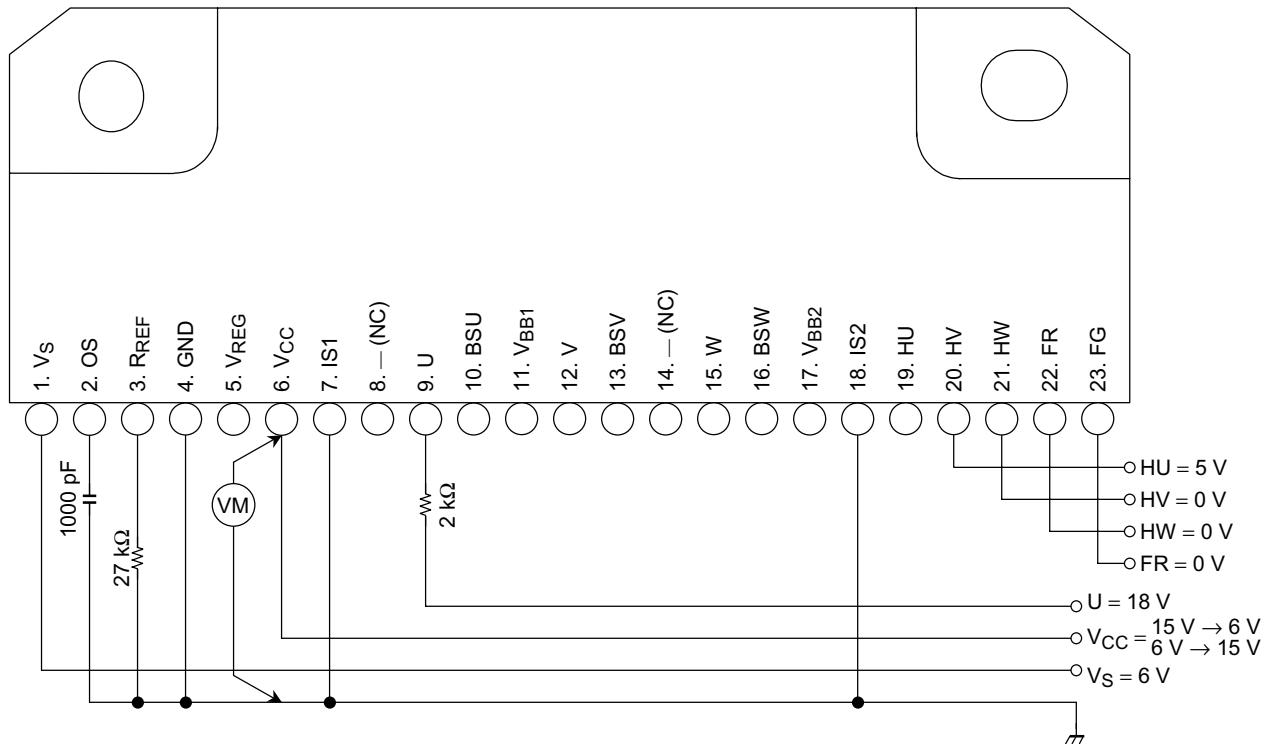 1. VS
2. OS
3. RREF
4. GND
5. VREG
6. VCC
7. IS1
8. — (NC)
9. U
10. BSU
11. VBB1
12. V
13. BSV
14. — (NC)
15. W
16. BSW
17. VBB2
18. IS2
19. HU
20. HV
21. HW
22. FR
23. FG
1000 pF
27 kΩ
VM
2 kΩ
HU = 5 V
HV = 0 V
HW = 0 V
FR = 0 V
U = 18 V
VCC = 15 V → 6 V
6 V → 15 V
VS = 6 V